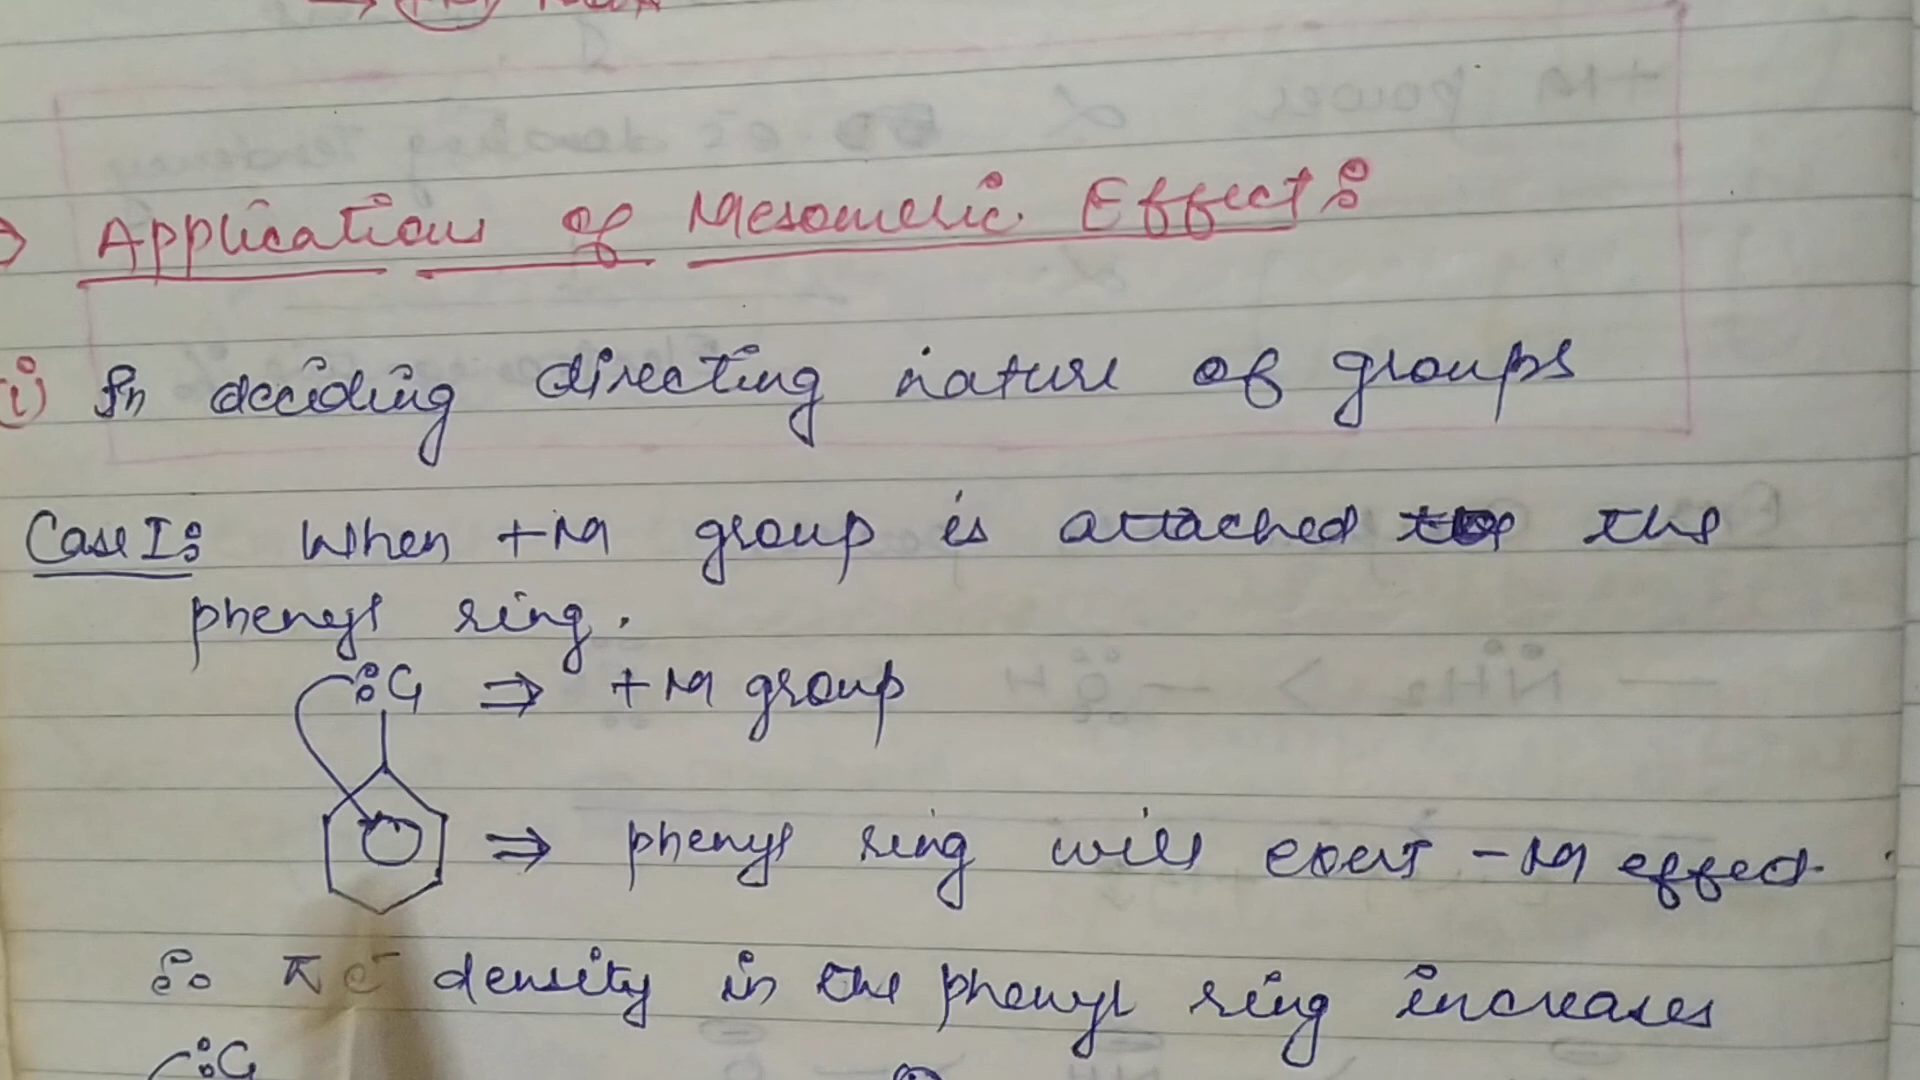 Applications of Mesomeric Effect :
i) In deciding directing nature of groups
Case I : When +M group is attached to the
phenyl ring.
:G ⇒ +M group
⇒ phenyl ring will exert -M effect.
So π e⁻ density in the phenyl ring increases
:G